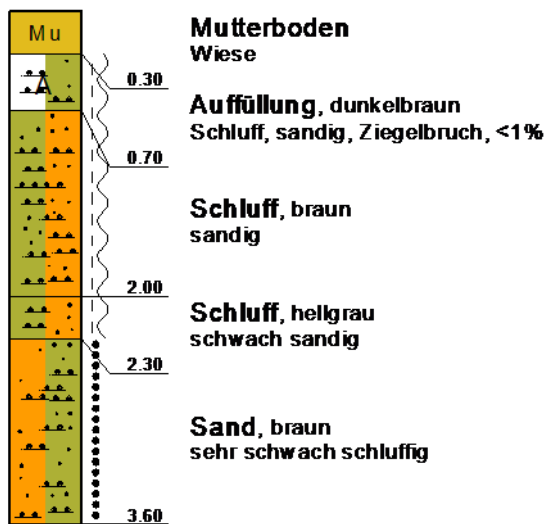 Mu
Mutterboden
Wiese
0.30
A
Auffüllung, dunkelbraun
Schluff, sandig, Ziegelbruch, <1%
0.70
Schluff, braun
sandig
2.00
Schluff, hellgrau
schwach sandig
2.30
Sand, braun
sehr schwach schluffig
3.60